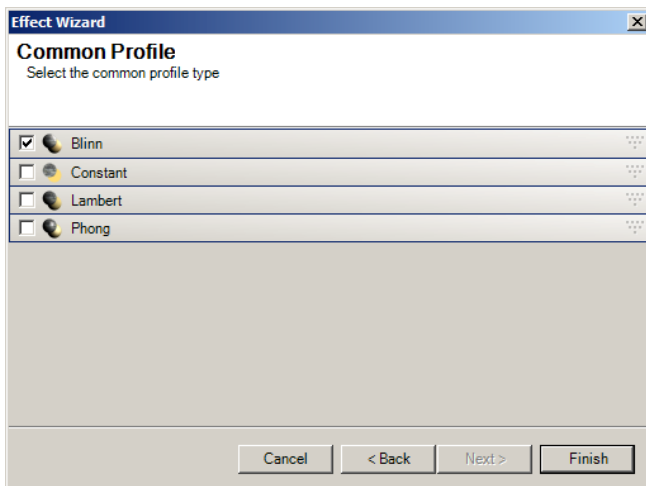 Effect Wizard
Common Profile
Select the common profile type
Blinn
Constant
Lambert
Phong
Cancel
< Back
Next >
Finish